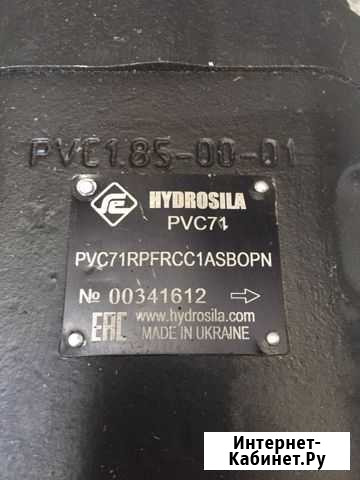 PVC1.85-00-01
HYDROSILA
PVC71
PVC71RPFRCC1ASBOPN
№ 00341612
EAC www.hydrosila.com
MADE IN UKRAINE
Интернет-
Кабинет.Ру